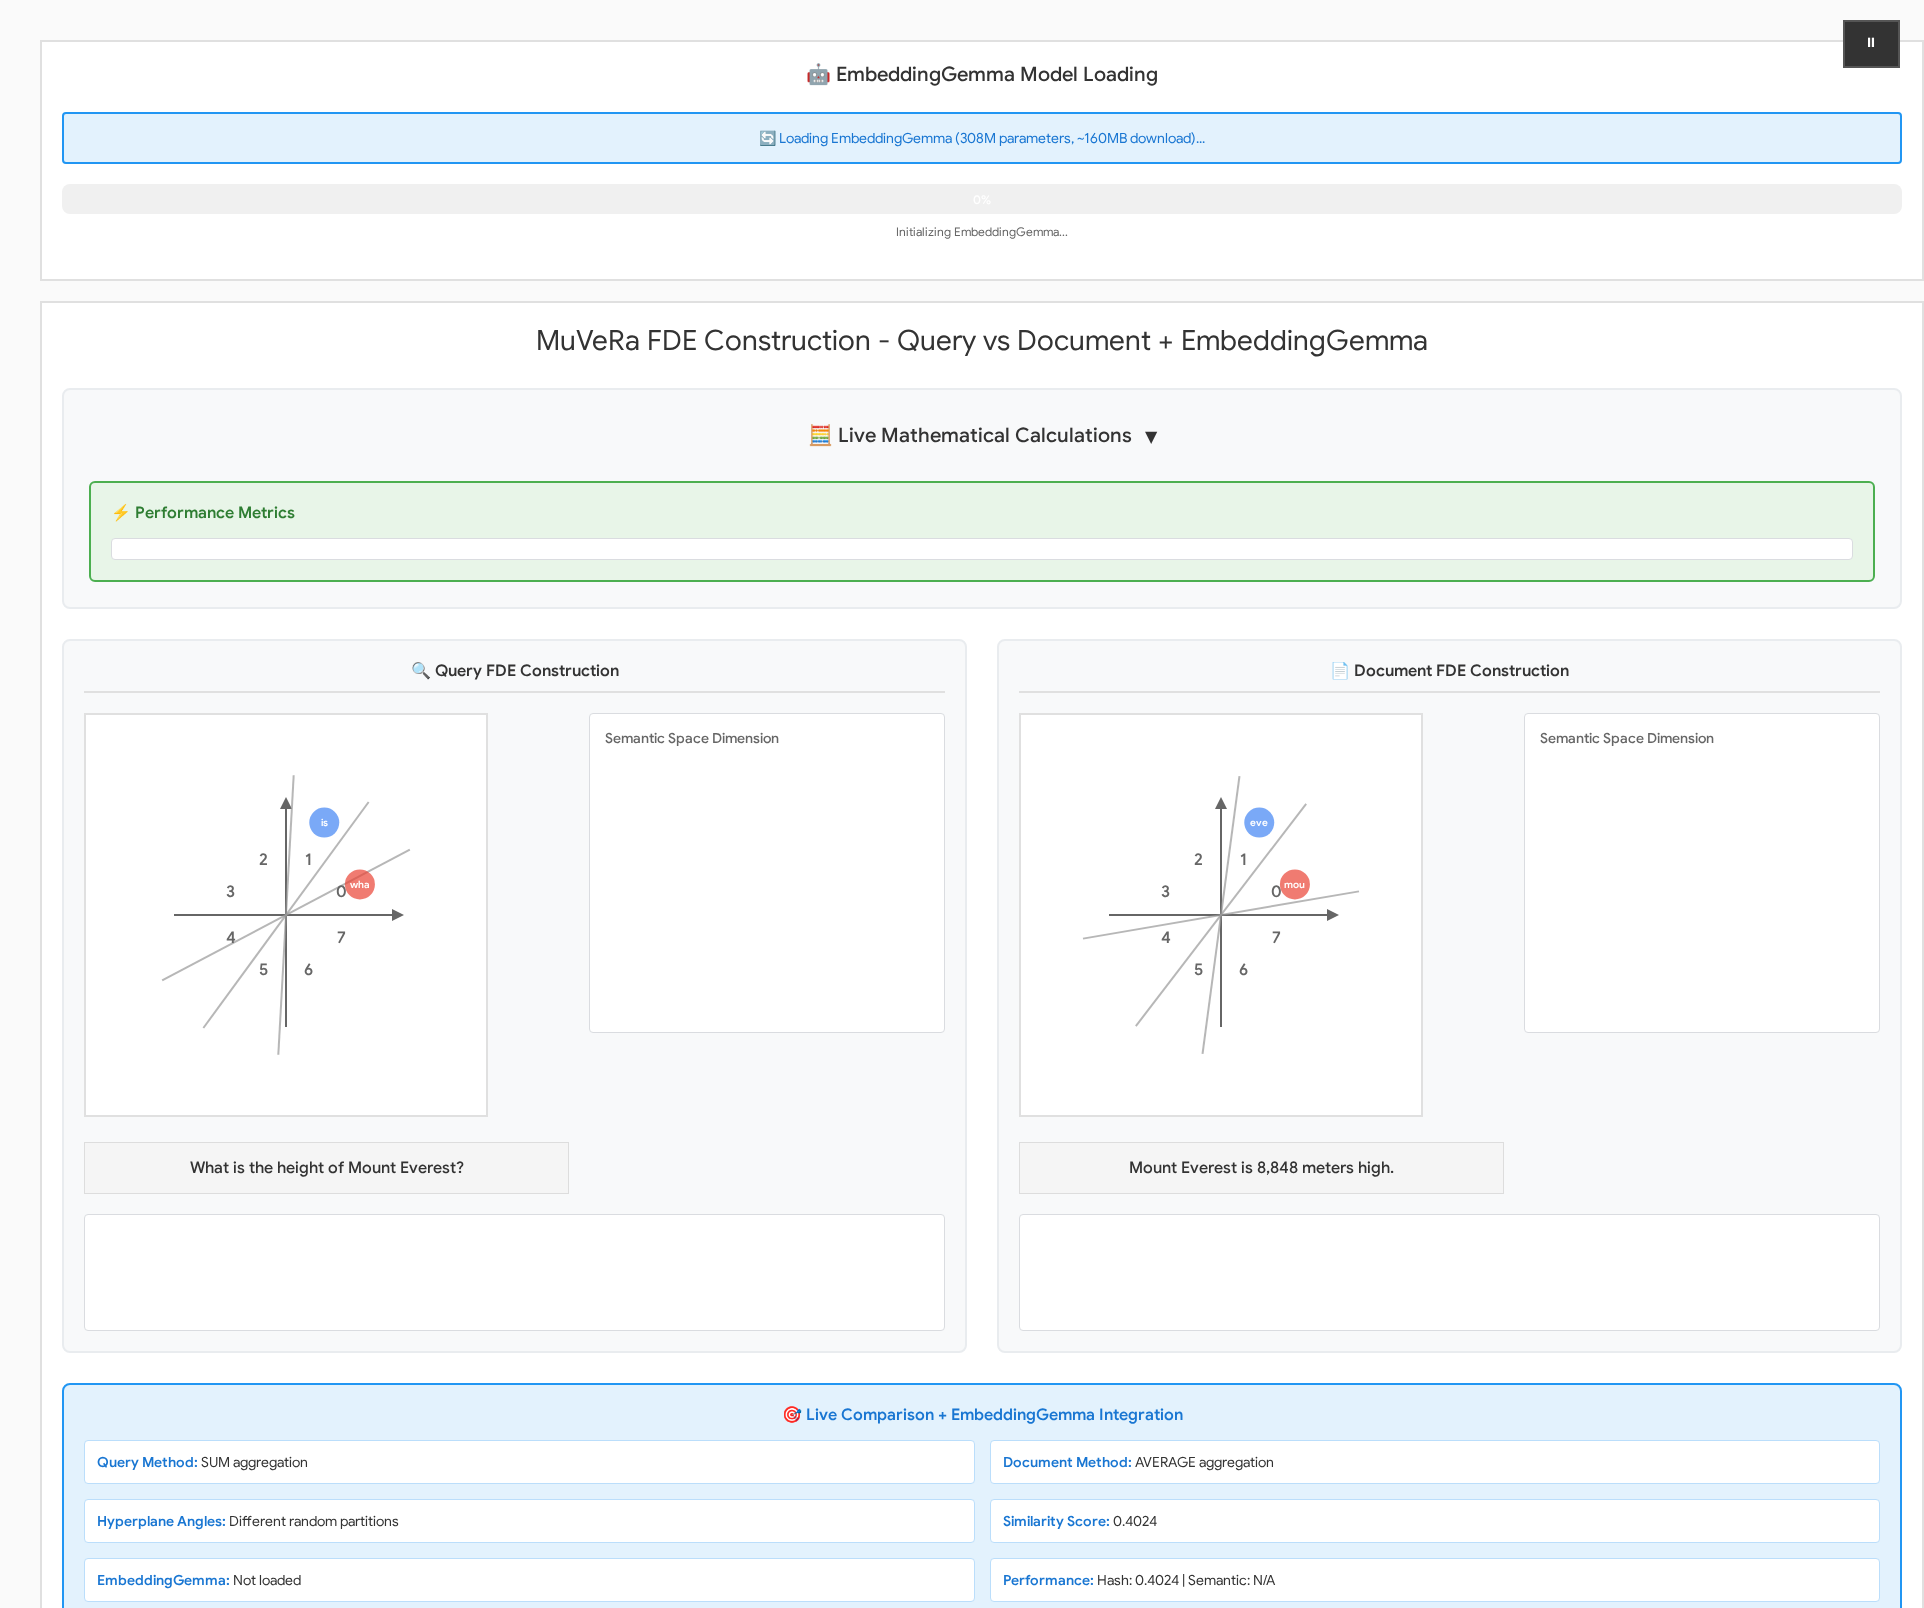 ⏸
🤖 EmbeddingGemma Model Loading
🔄 Loading EmbeddingGemma (308M parameters, ~160MB download)...
0%
Initializing EmbeddingGemma...
MuVeRa FDE Construction - Query vs Document + EmbeddingGemma
🧮 Live Mathematical Calculations ▼
⚡ Performance Metrics
🔍 Query FDE Construction
Semantic Space Dimension
is
2 1
3 0 wha
4 7
5 6
What is the height of Mount Everest?
📄 Document FDE Construction
Semantic Space Dimension
eve
2 1
3 0 mou
4 7
5 6
Mount Everest is 8,848 meters high.
🎯 Live Comparison + EmbeddingGemma Integration
Query Method: SUM aggregation
Document Method: AVERAGE aggregation
Hyperplane Angles: Different random partitions
Similarity Score: 0.4024
EmbeddingGemma: Not loaded
Performance: Hash: 0.4024 | Semantic: N/A